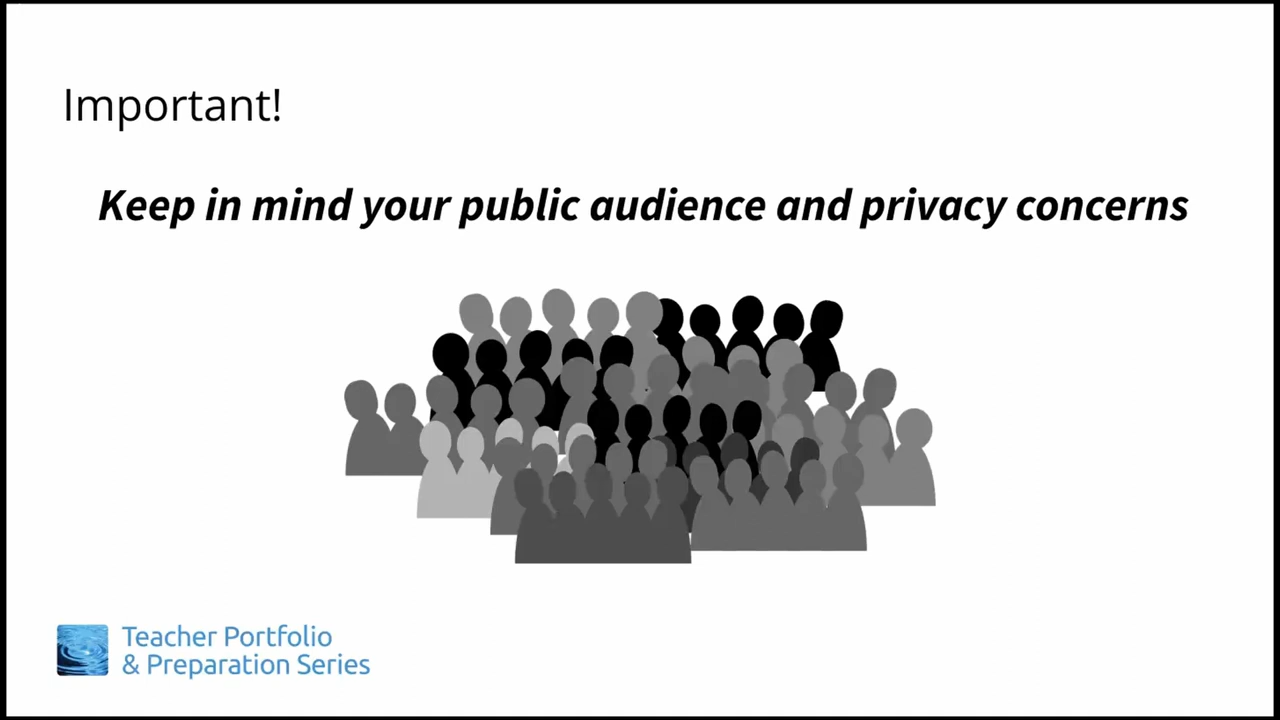 Important!
Keep in mind your public audience and privacy concerns
Teacher Portfolio
& Preparation Series